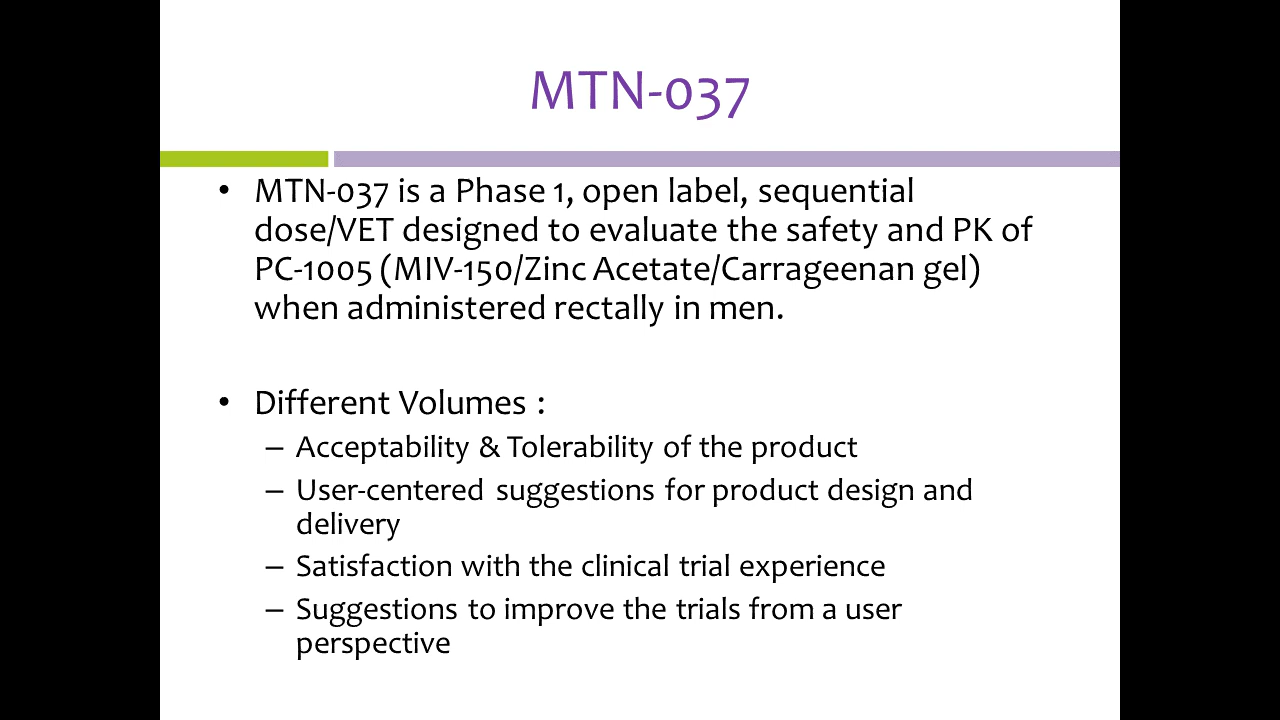 MTN-037
• MTN-037 is a Phase 1, open label, sequential
dose/VET designed to evaluate the safety and PK of
PC-1005 (MIV-150/Zinc Acetate/Carrageenan gel)
when administered rectally in men.
• Different Volumes :
– Acceptability & Tolerability of the product
– User-centered suggestions for product design and
delivery
– Satisfaction with the clinical trial experience
– Suggestions to improve the trials from a user
perspective